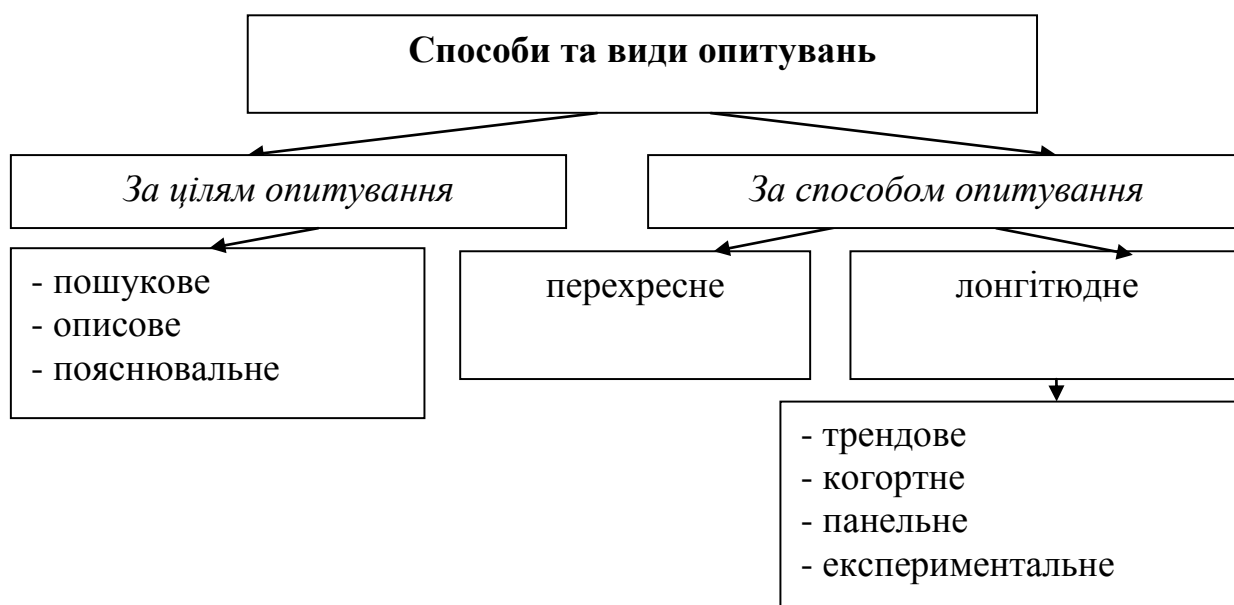 Способи та види опитувань
За цілям опитування
За способом опитування
- пошукове
- описове
- пояснювальне
перехресне
лонгітюдне
- трендове
- когортне
- панельне
- експериментальне